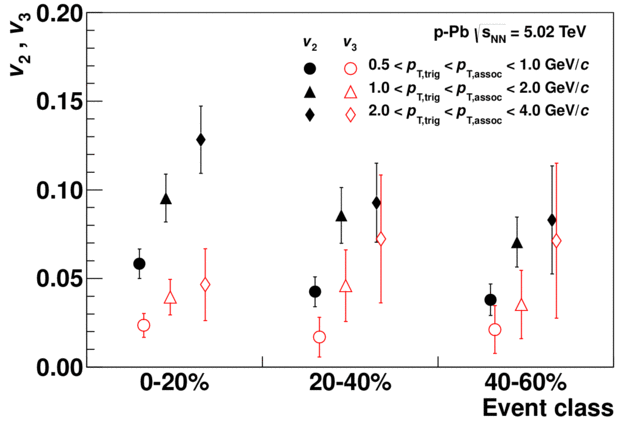 p-Pb √sNN = 5.02 TeV
v2 v3
0.5 < pT,trig < pT,assoc < 1.0 GeV/c
1.0 < pT,trig < pT,assoc < 2.0 GeV/c
2.0 < pT,trig < pT,assoc < 4.0 GeV/c
v2 , v3
0.20
0.15
0.10
0.05
0.00
0-20% 20-40% 40-60%
Event class